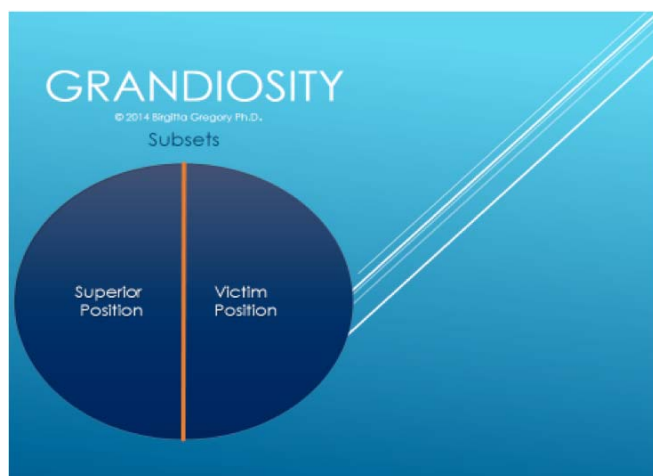 GRANDIOSITY
© 2014 Birgitta Gregory Ph.D.
Subsets
Superior
Position
Victim
Position